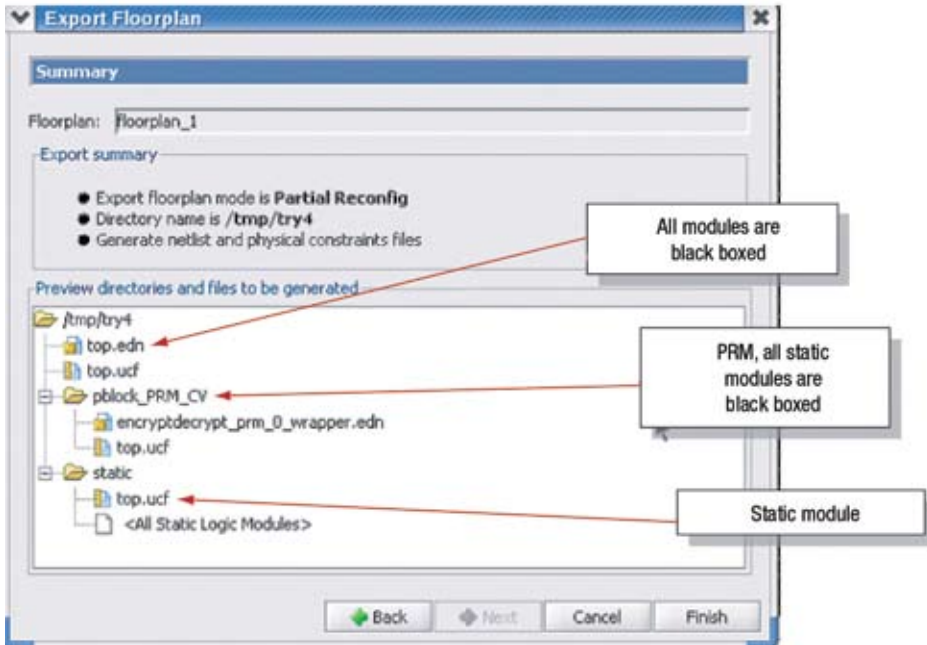 Export Floorplan
Summary
Floorplan: floorplan_1
Export summary
Export floorplan mode is Partial Reconfig
Directory name is /tmp/try4
Generate netlist and physical constraints files
All modules are
black boxed
Preview directories and files to be generated
/tmp/try4
top.edn
top.ucf
pblock_PRM_CV
encryptdecrypt_prm_0_wrapper.edn
top.ucf
static
top.ucf
<All Static Logic Modules>
PRM, all static
modules are
black boxed
Static module
Back
Next
Cancel
Finish